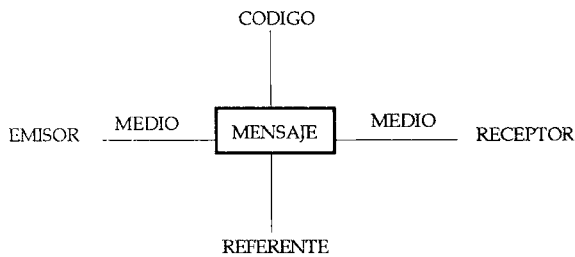 CODIGO
MEDIO MEDIO
EMISOR MENSAJE RECEPTOR
REFERENTE